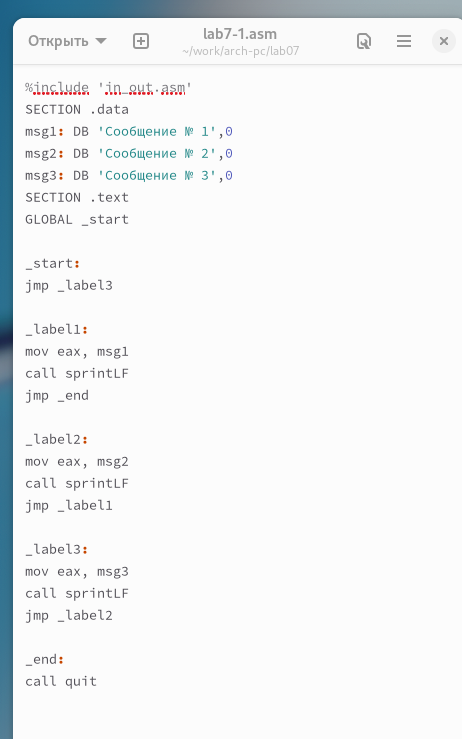 Открыть
lab7-1.asm
~/work/arch-pc/lab07
%include 'in_out.asm'
SECTION .data
msg1: DB 'Сообщение № 1',0
msg2: DB 'Сообщение № 2',0
msg3: DB 'Сообщение № 3',0
SECTION .text
GLOBAL _start
_start:
jmp _label3
_label1:
mov eax, msg1
call sprintLF
jmp _end
_label2:
mov eax, msg2
call sprintLF
jmp _label1
_label3:
mov eax, msg3
call sprintLF
jmp _label2
_end:
call quit